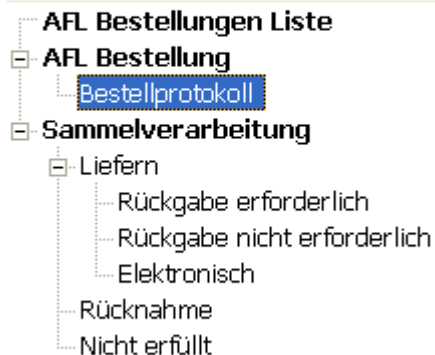 AFL Bestellungen Liste
AFL Bestellung
Bestellprotokoll
Sammelverarbeitung
Liefern
Rückgabe erforderlich
Rückgabe nicht erforderlich
Elektronisch
Rücknahme
Nicht erfüllt